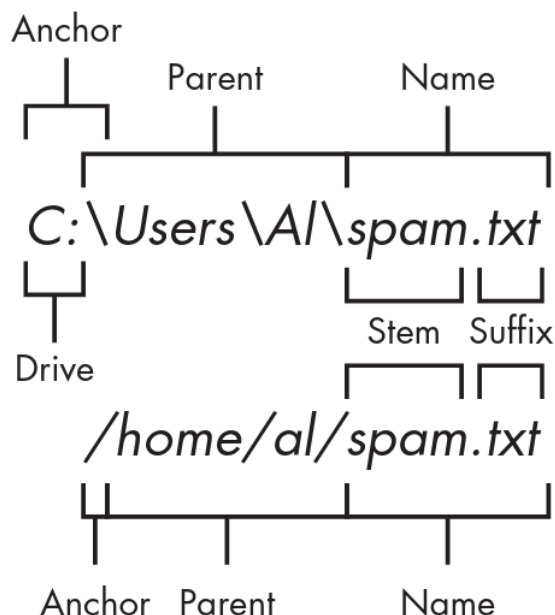 Anchor
Parent Name
C:\Users\Al\spam.txt
Stem Suffix
Drive
/home/al/spam.txt
Anchor Parent Name